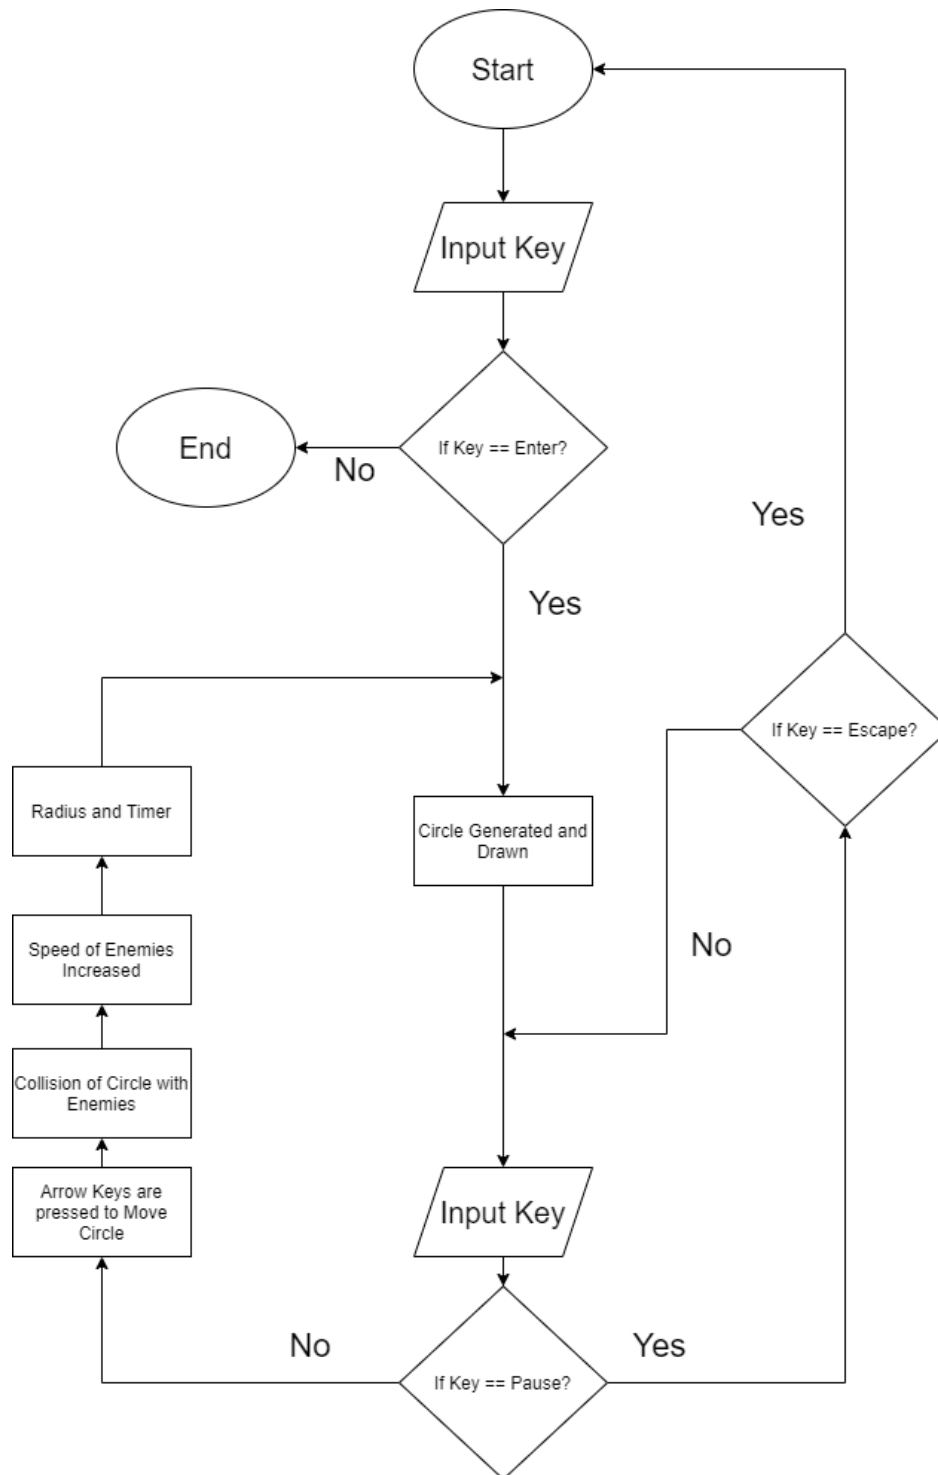 Start
Input Key
If Key == Enter?
End
No
Yes
Yes
If Key == Escape?
Radius and Timer
Circle Generated and
Drawn
Speed of Enemies
Increased
No
Collision of Circle with
Enemies
Arrow Keys are
pressed to Move
Circle
Input Key
No
Yes
If Key == Pause?